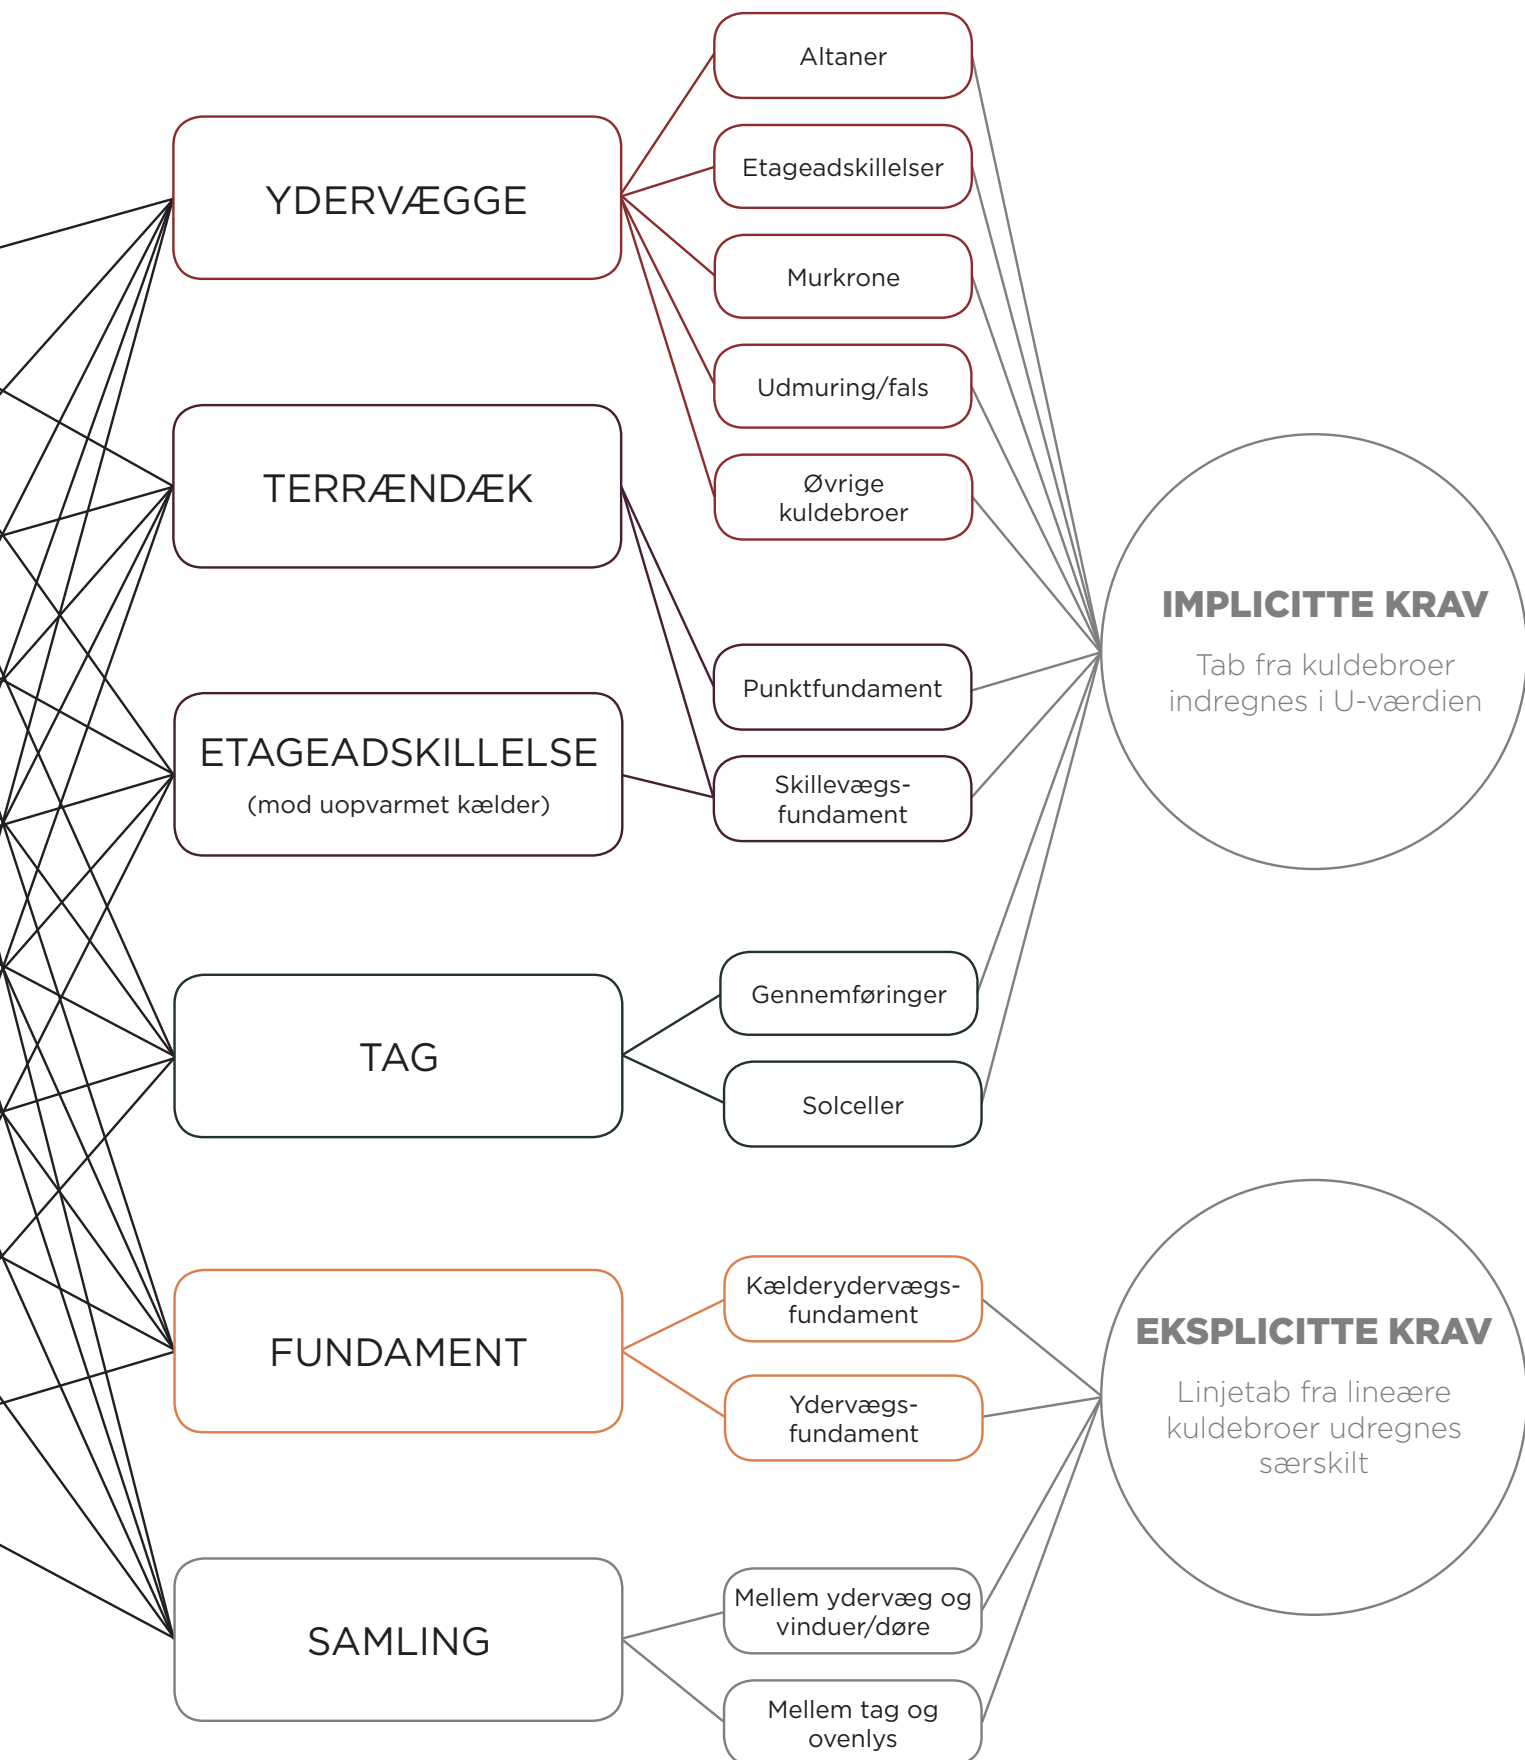 Altaner
YDERVÆGGE
Etageadskillelser
Murkrone
Udmuring/fals
Øvrige
kuldebroer
TERRÆNDÆK
IMPLICITTE KRAV
Tab fra kuldebroer
indregnes i U-værdien
Punktfundament
Skillevægs-
fundament
ETAGEADSKILLELSE
(mod uopvarmet kælder)
TAG
Gennemføringer
Solceller
FUNDAMENT
Kælderydervægs-
fundament
Ydervægs-
fundament
EKSPLICITTE KRAV
Linjetab fra lineære
kuldebroer udregnes
særskilt
SAMLING
Mellem ydervæg og
vinduer/døre
Mellem tag og
ovenlys